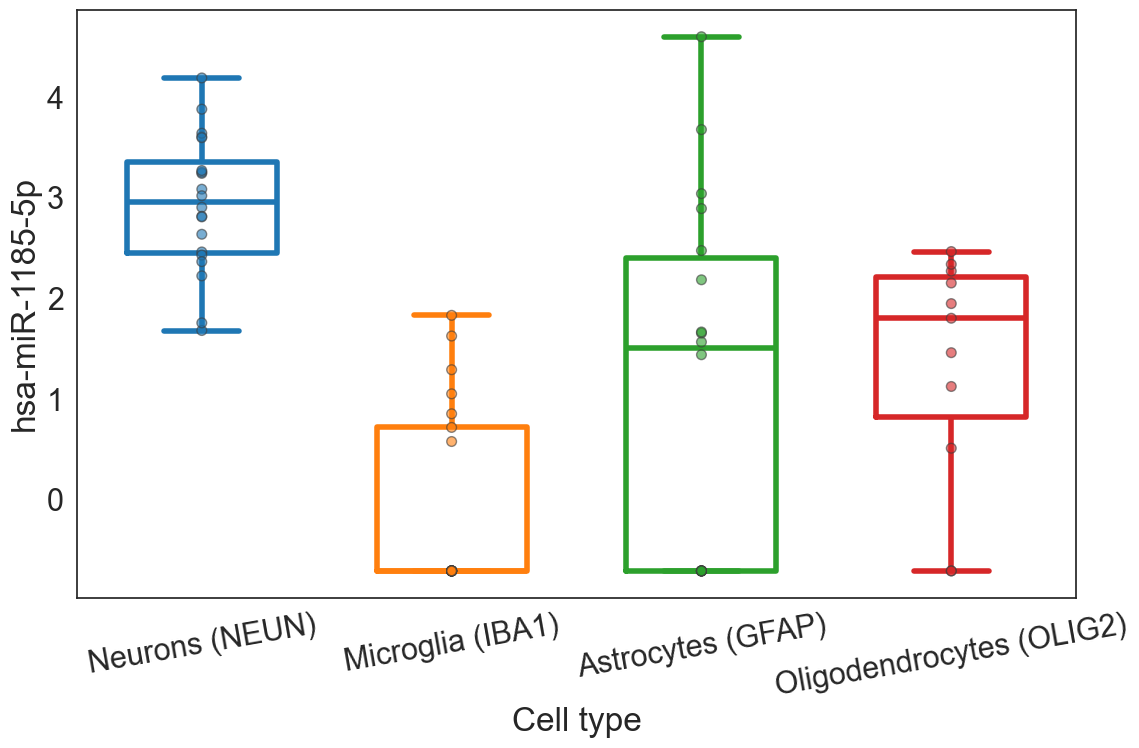 hsa-miR-1185-5p
4
3
2
1
0
Neurons (NEUN)
Microglia (IBA1)
Astrocytes (GFAP)
Oligodendrocytes (OLIG2)
Cell type